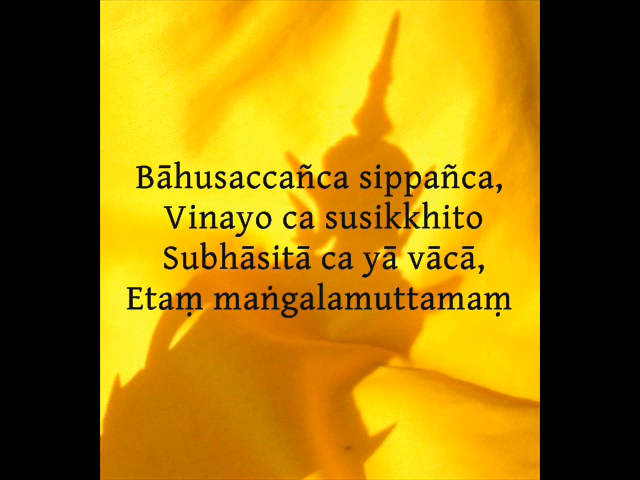 Bāhusaccañca sippañca,
Vinayo ca susikkhito
Subhāsitā ca yā vācā,
Etaṃ maṅgalamuttamaṃ